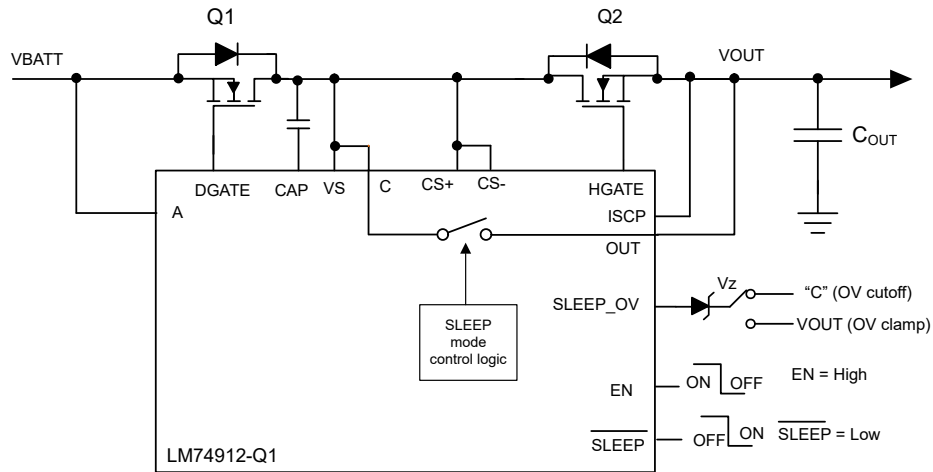 Q1
Q2
VBATT
VOUT
COUT
DGATE
CAP
VS
C
CS+
CS-
HGATE
A
ISCP
OUT
SLEEP
mode
control logic
SLEEP_OV
Vz
“C” (OV cutoff)
VOUT (OV clamp)
EN
ON
OFF
EN = High
SLEEP
OFF
ON
SLEEP = Low
LM74912-Q1